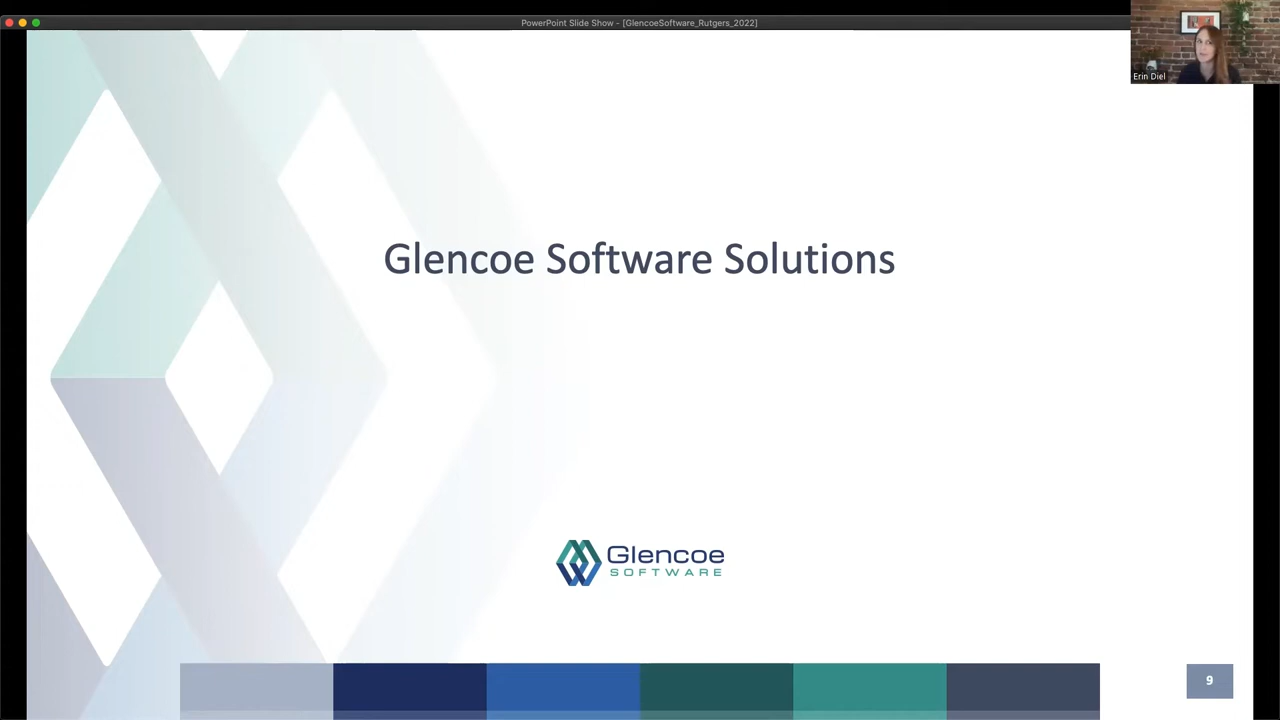 PowerPoint Slide Show - [GlencoeSoftware_Rutgers_2022]
Erin Diel
Glencoe Software Solutions
Glencoe
SOFTWARE
9